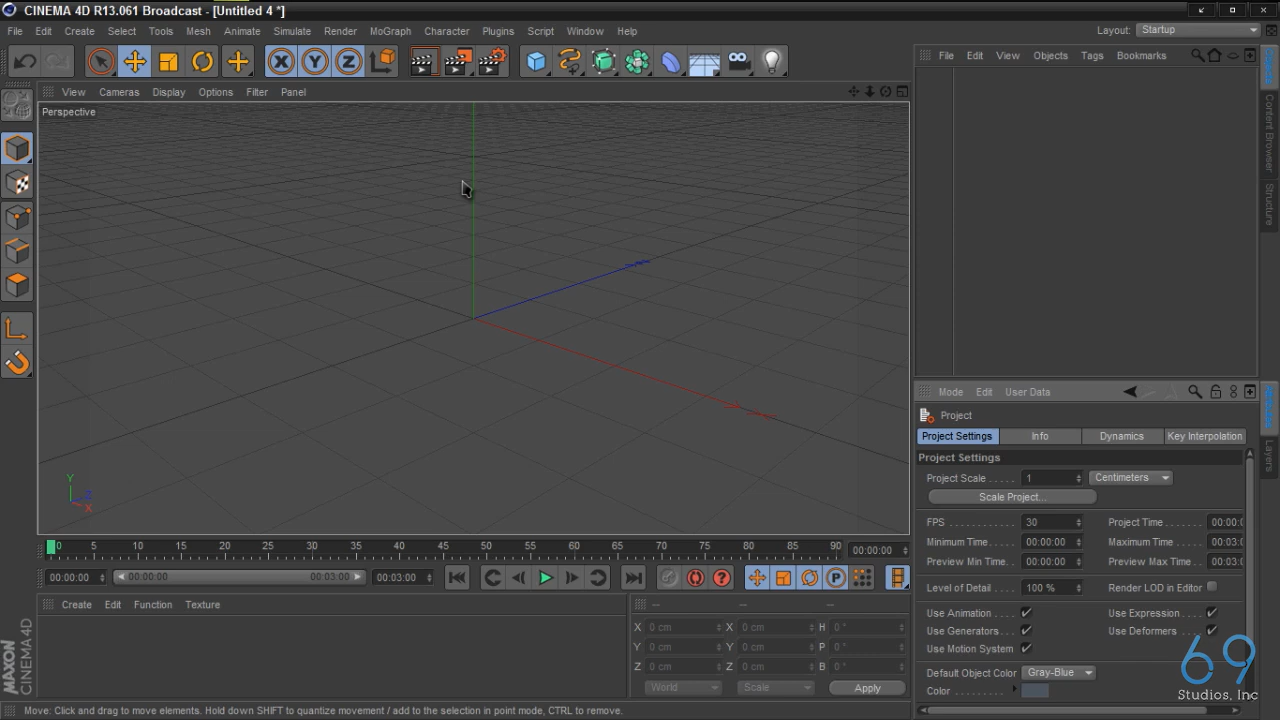 CINEMA 4D R13.061 Broadcast - [Untitled 4 *]
File Edit Create Select Tools Mesh Animate Simulate Render MoGraph Character Plugins Script Window Help
Layout: Startup
X Y Z
File Edit View Objects Tags Bookmarks
Objects
Content Browser
Structure
View Cameras Display Options Filter Panel
Perspective
Y
Z
X
Mode Edit User Data
Attributes
Layers
Project
Project Settings Info Dynamics Key Interpolation
Project Settings
Project Scale 1 Centimeters
Scale Project...
FPS 30 Project Time 00:00:0
Minimum Time 00:00:00 Maximum Time 00:03:
Preview Min Time 00:00:00 Preview Max Time 00:03:
Level of Detail 100 % Render LOD in Editor
Use Animation Use Expression
Use Generators Use Deformers
Use Motion System
Default Object Color Gray-Blue
Color
0 5 10 15 20 25 30 35 40 45 50 55 60 65 70 75 80 85 90 00:00:00
00:00:00 00:00:00 00:03:00 00:03:00
P
Create Edit Function Texture
-- -- --
X 0 cm X 0 cm H 0 °
Y 0 cm Y 0 cm P 0 °
Z 0 cm Z 0 cm B 0 °
World Scale Apply
MAXON
CINEMA 4D
69
Studios, Inc
Move: Click and drag to move elements. Hold down SHIFT to quantize movement / add to the selection in point mode, CTRL to remove.